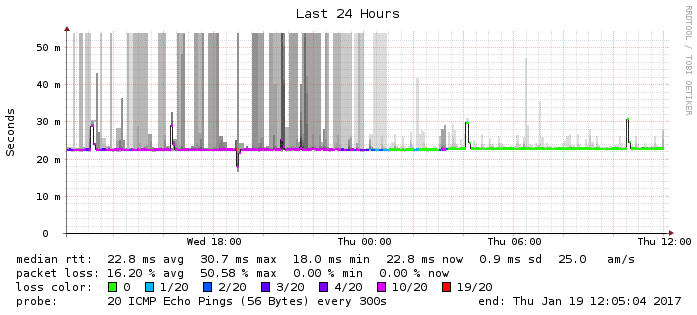 Last 24 Hours
RRDTOOL / TOBI OETIKER
Seconds
50 m
40 m
30 m
20 m
10 m
0
Wed 18:00 Thu 00:00 Thu 06:00 Thu 12:00
median rtt: 22.8 ms avg 30.7 ms max 18.0 ms min 22.8 ms now 0.9 ms sd 25.0 am/s
packet loss: 16.20 % avg 50.58 % max 0.00 % min 0.00 % now
loss color: 0 1/20 2/20 3/20 4/20 10/20 19/20
probe: 20 ICMP Echo Pings (56 Bytes) every 300s end: Thu Jan 19 12:05:04 2017